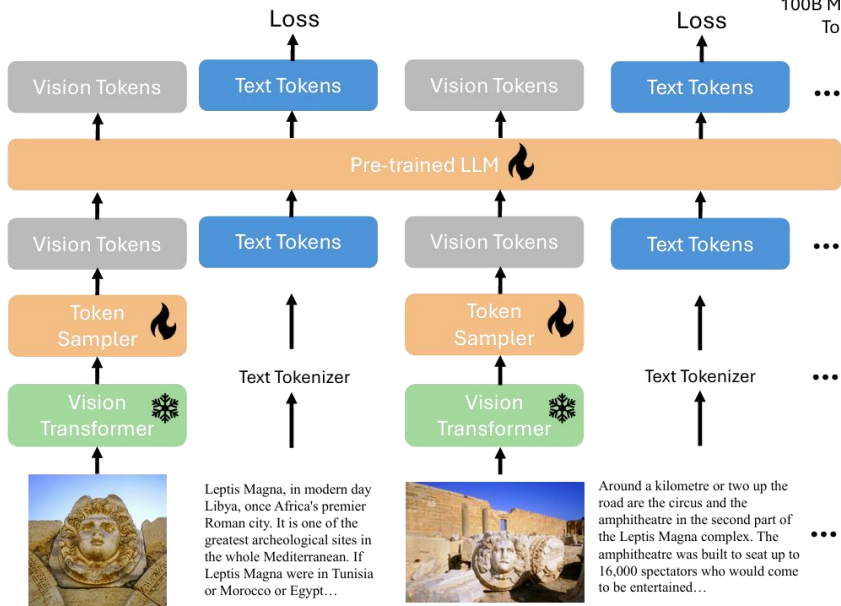 Loss
Loss
100B M
To
Vision Tokens
Text Tokens
Vision Tokens
Text Tokens
...
Pre-trained LLM
Vision Tokens
Text Tokens
Vision Tokens
Text Tokens
...
Token
Sampler
Token
Sampler
Text Tokenizer
Text Tokenizer
...
Vision
Transformer
Vision
Transformer
Leptis Magna, in modern day
Libya, once Africa's premier
Roman city. It is one of the
greatest archeological sites in
the whole Mediterranean. If
Leptis Magna were in Tunisia
or Morocco or Egypt…
Around a kilometre or two up the
road are the circus and the
amphitheatre in the second part of
the Leptis Magna complex. The
amphitheatre was built to seat up to
16,000 spectators who would come
to be entertained…
...